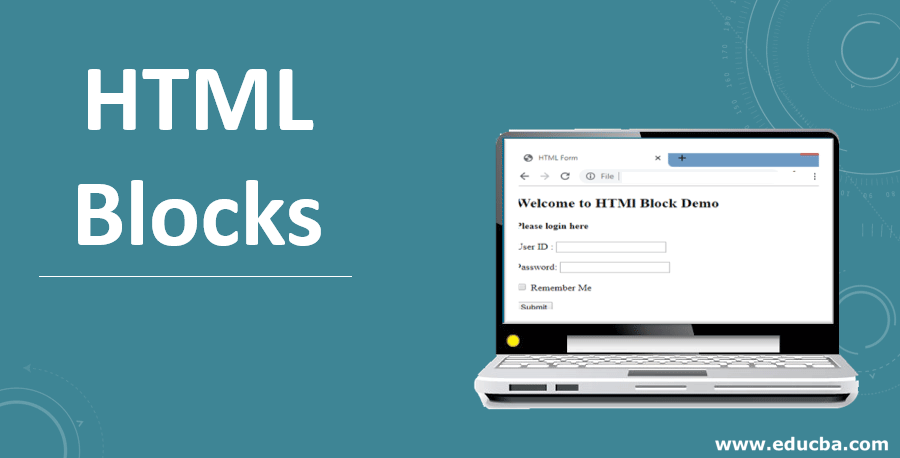 HTML
Blocks
HTML Form
File
Welcome to HTMl Block Demo
Please login here
User ID :
Password:
Remember Me
Submit
www.educba.com